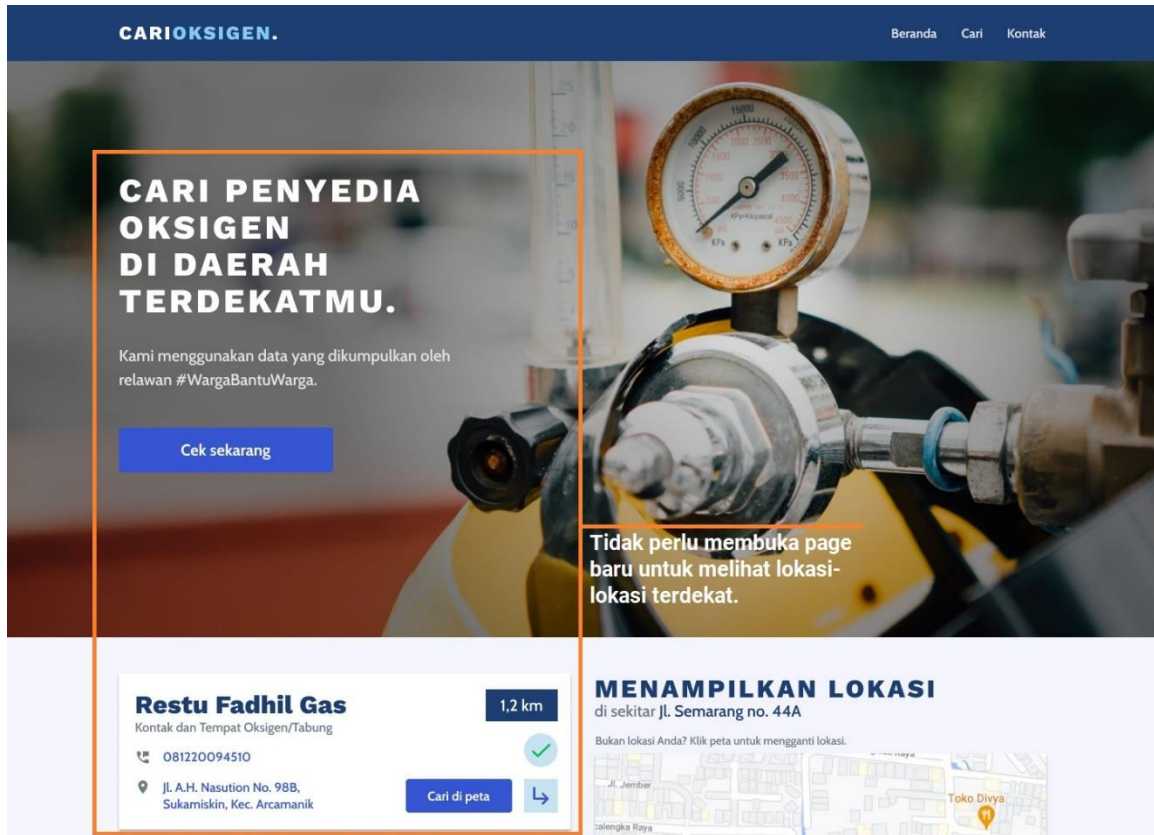 CARIOKSIGEN.
Beranda Cari Kontak
CARI PENYEDIA
OKSIGEN
DI DAERAH
TERDEKATMU.
Kami menggunakan data yang dikumpulkan oleh
relawan #WargaBantuWarga.
Cek sekarang
Tidak perlu membuka page
baru untuk melihat lokasi-
lokasi terdekat.
Restu Fadhil Gas
1,2 km
Kontak dan Tempat Oksigen/Tabung
081220094510
Jl. A.H. Nasution No. 98B,
Sukamiskin, Kec. Arcamanik
Cari di peta
MENAMPILKAN LOKASI
di sekitar Jl. Semarang no. 44A
Bukan lokasi Anda? Klik peta untuk mengganti lokasi.
Jl. Jember
Toko Divya
calengka Raya